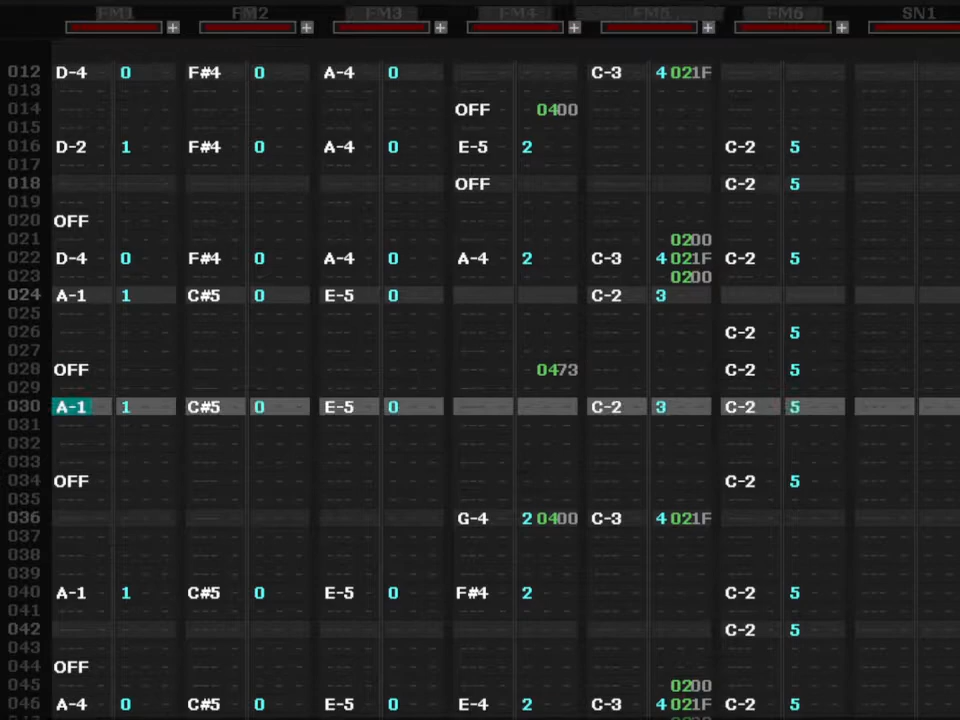 FM1 FM2 FM3 FM4 FM5 FM6 SN1
+ + + + + +
012 D-4 0 F#4 0 A-4 0 C-3 4 021F
013
014 OFF 0400
015
016 D-2 1 F#4 0 A-4 0 E-5 2 C-2 5
017
018 OFF C-2 5
019
020 OFF
021 0200
022 D-4 0 F#4 0 A-4 0 A-4 2 C-3 4 021F C-2 5
023 0200
024 A-1 1 C#5 0 E-5 0 C-2 3
025
026 C-2 5
027
028 OFF 0473 C-2 5
029
030 A-1 1 C#5 0 E-5 0 C-2 3 C-2 5
031
032
033
034 OFF C-2 5
035
036 G-4 2 0400 C-3 4 021F
037
038
039
040 A-1 1 C#5 0 E-5 0 F#4 2 C-2 5
041
042 C-2 5
043
044 OFF
045 0200
046 A-4 0 C#5 0 E-5 0 E-4 2 C-3 4 021F C-2 5